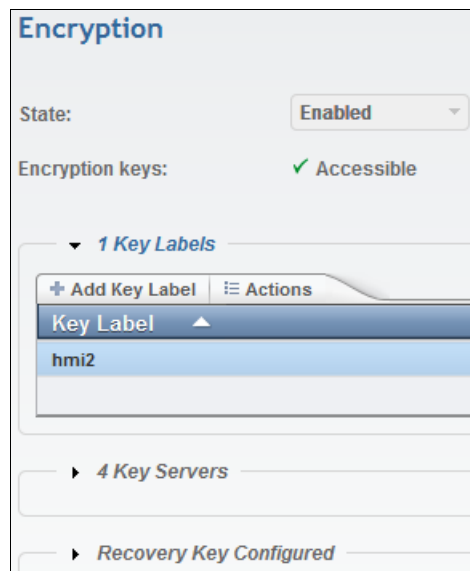 Encryption
State: Enabled
Encryption keys: Accessible
1 Key Labels
Add Key Label Actions
Key Label
hmi2
4 Key Servers
Recovery Key Configured